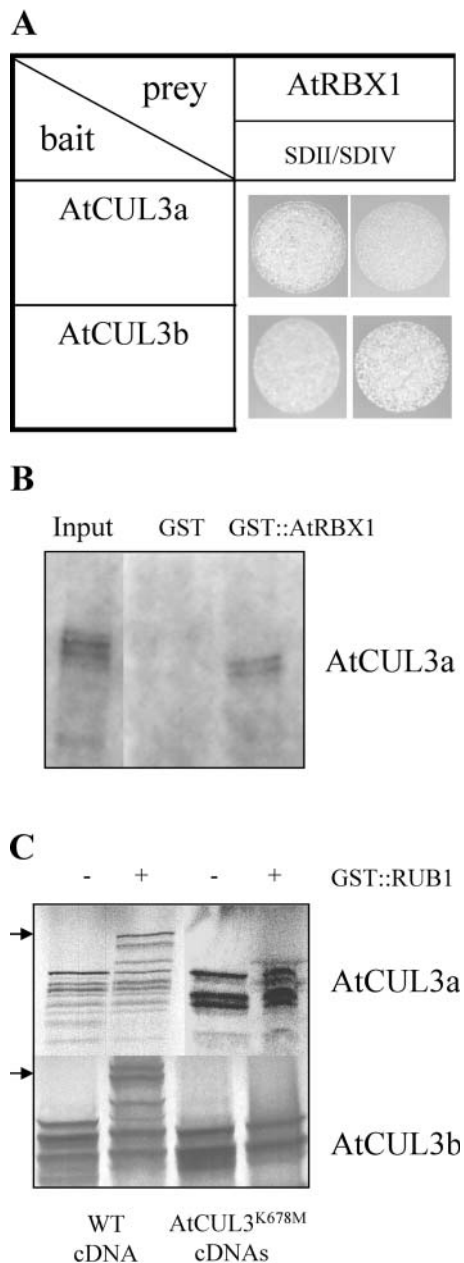 A
prey
AtRBX1
bait
SDII/SDIV
AtCUL3a
AtCUL3b
B
Input GST GST::AtRBX1
AtCUL3a
C
- + - + GST::RUB1
AtCUL3a
AtCUL3b
WT AtCUL3K678M
cDNA cDNAs